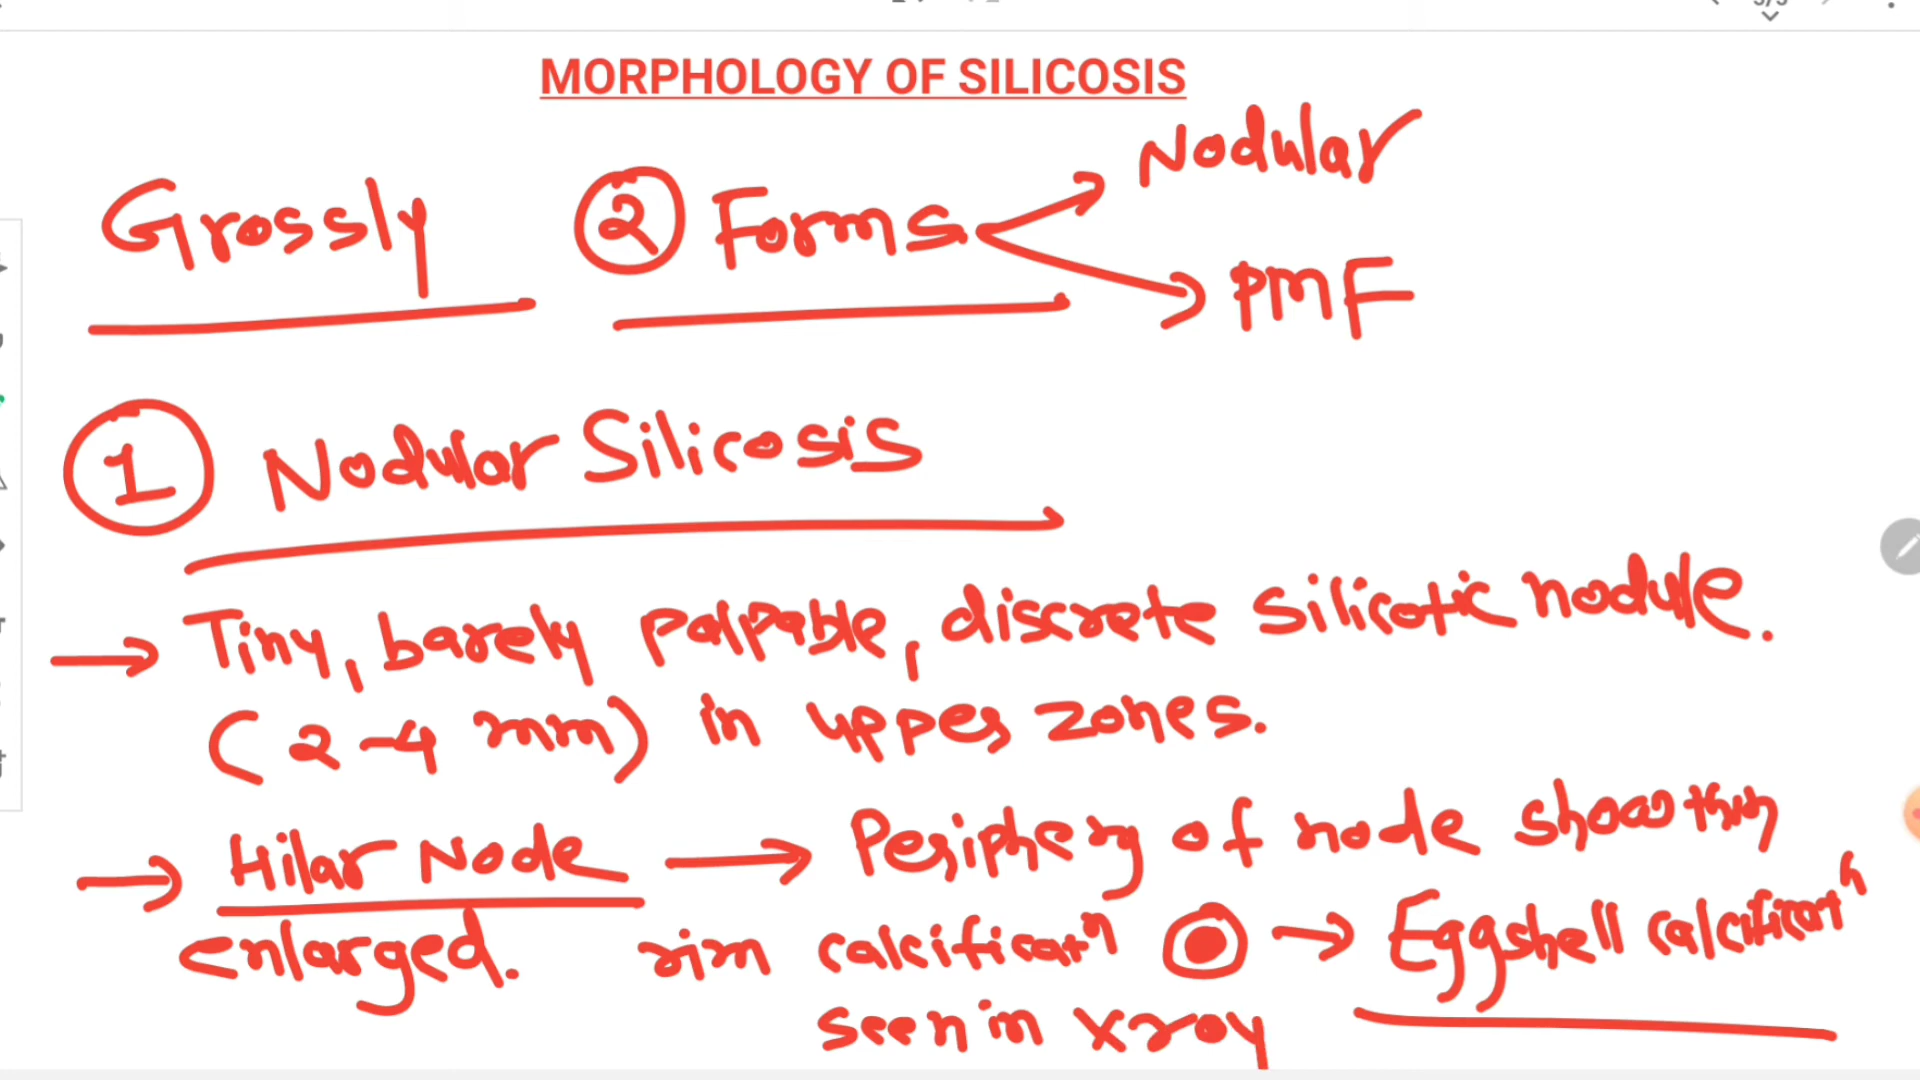 MORPHOLOGY OF SILICOSIS
Grossly 2 Forms Nodular
PMF
1 Nodular Silicosis
Tiny, barely palpable, discrete silicotic nodule.
(2-4 mm) in upper zones.
Hilar Node Periphery of node show thin
enlarged. rim calcificatn Eggshell calcificatn
seen in xray